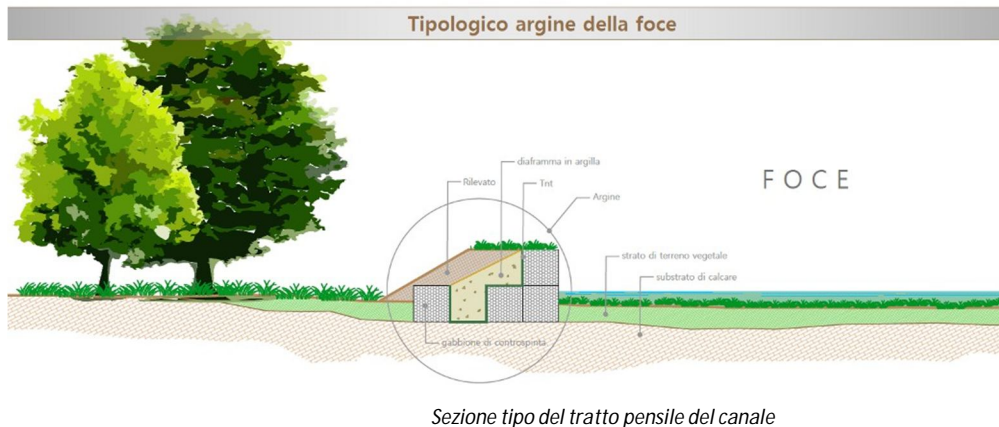 Tipologico argine della foce
diaframma in argilla
Rilevato
Tnt
Argine
FOCE
strato di terreno vegetale
substrato di calcare
gabbione di controspinta
Sezione tipo del tratto pensile del canale